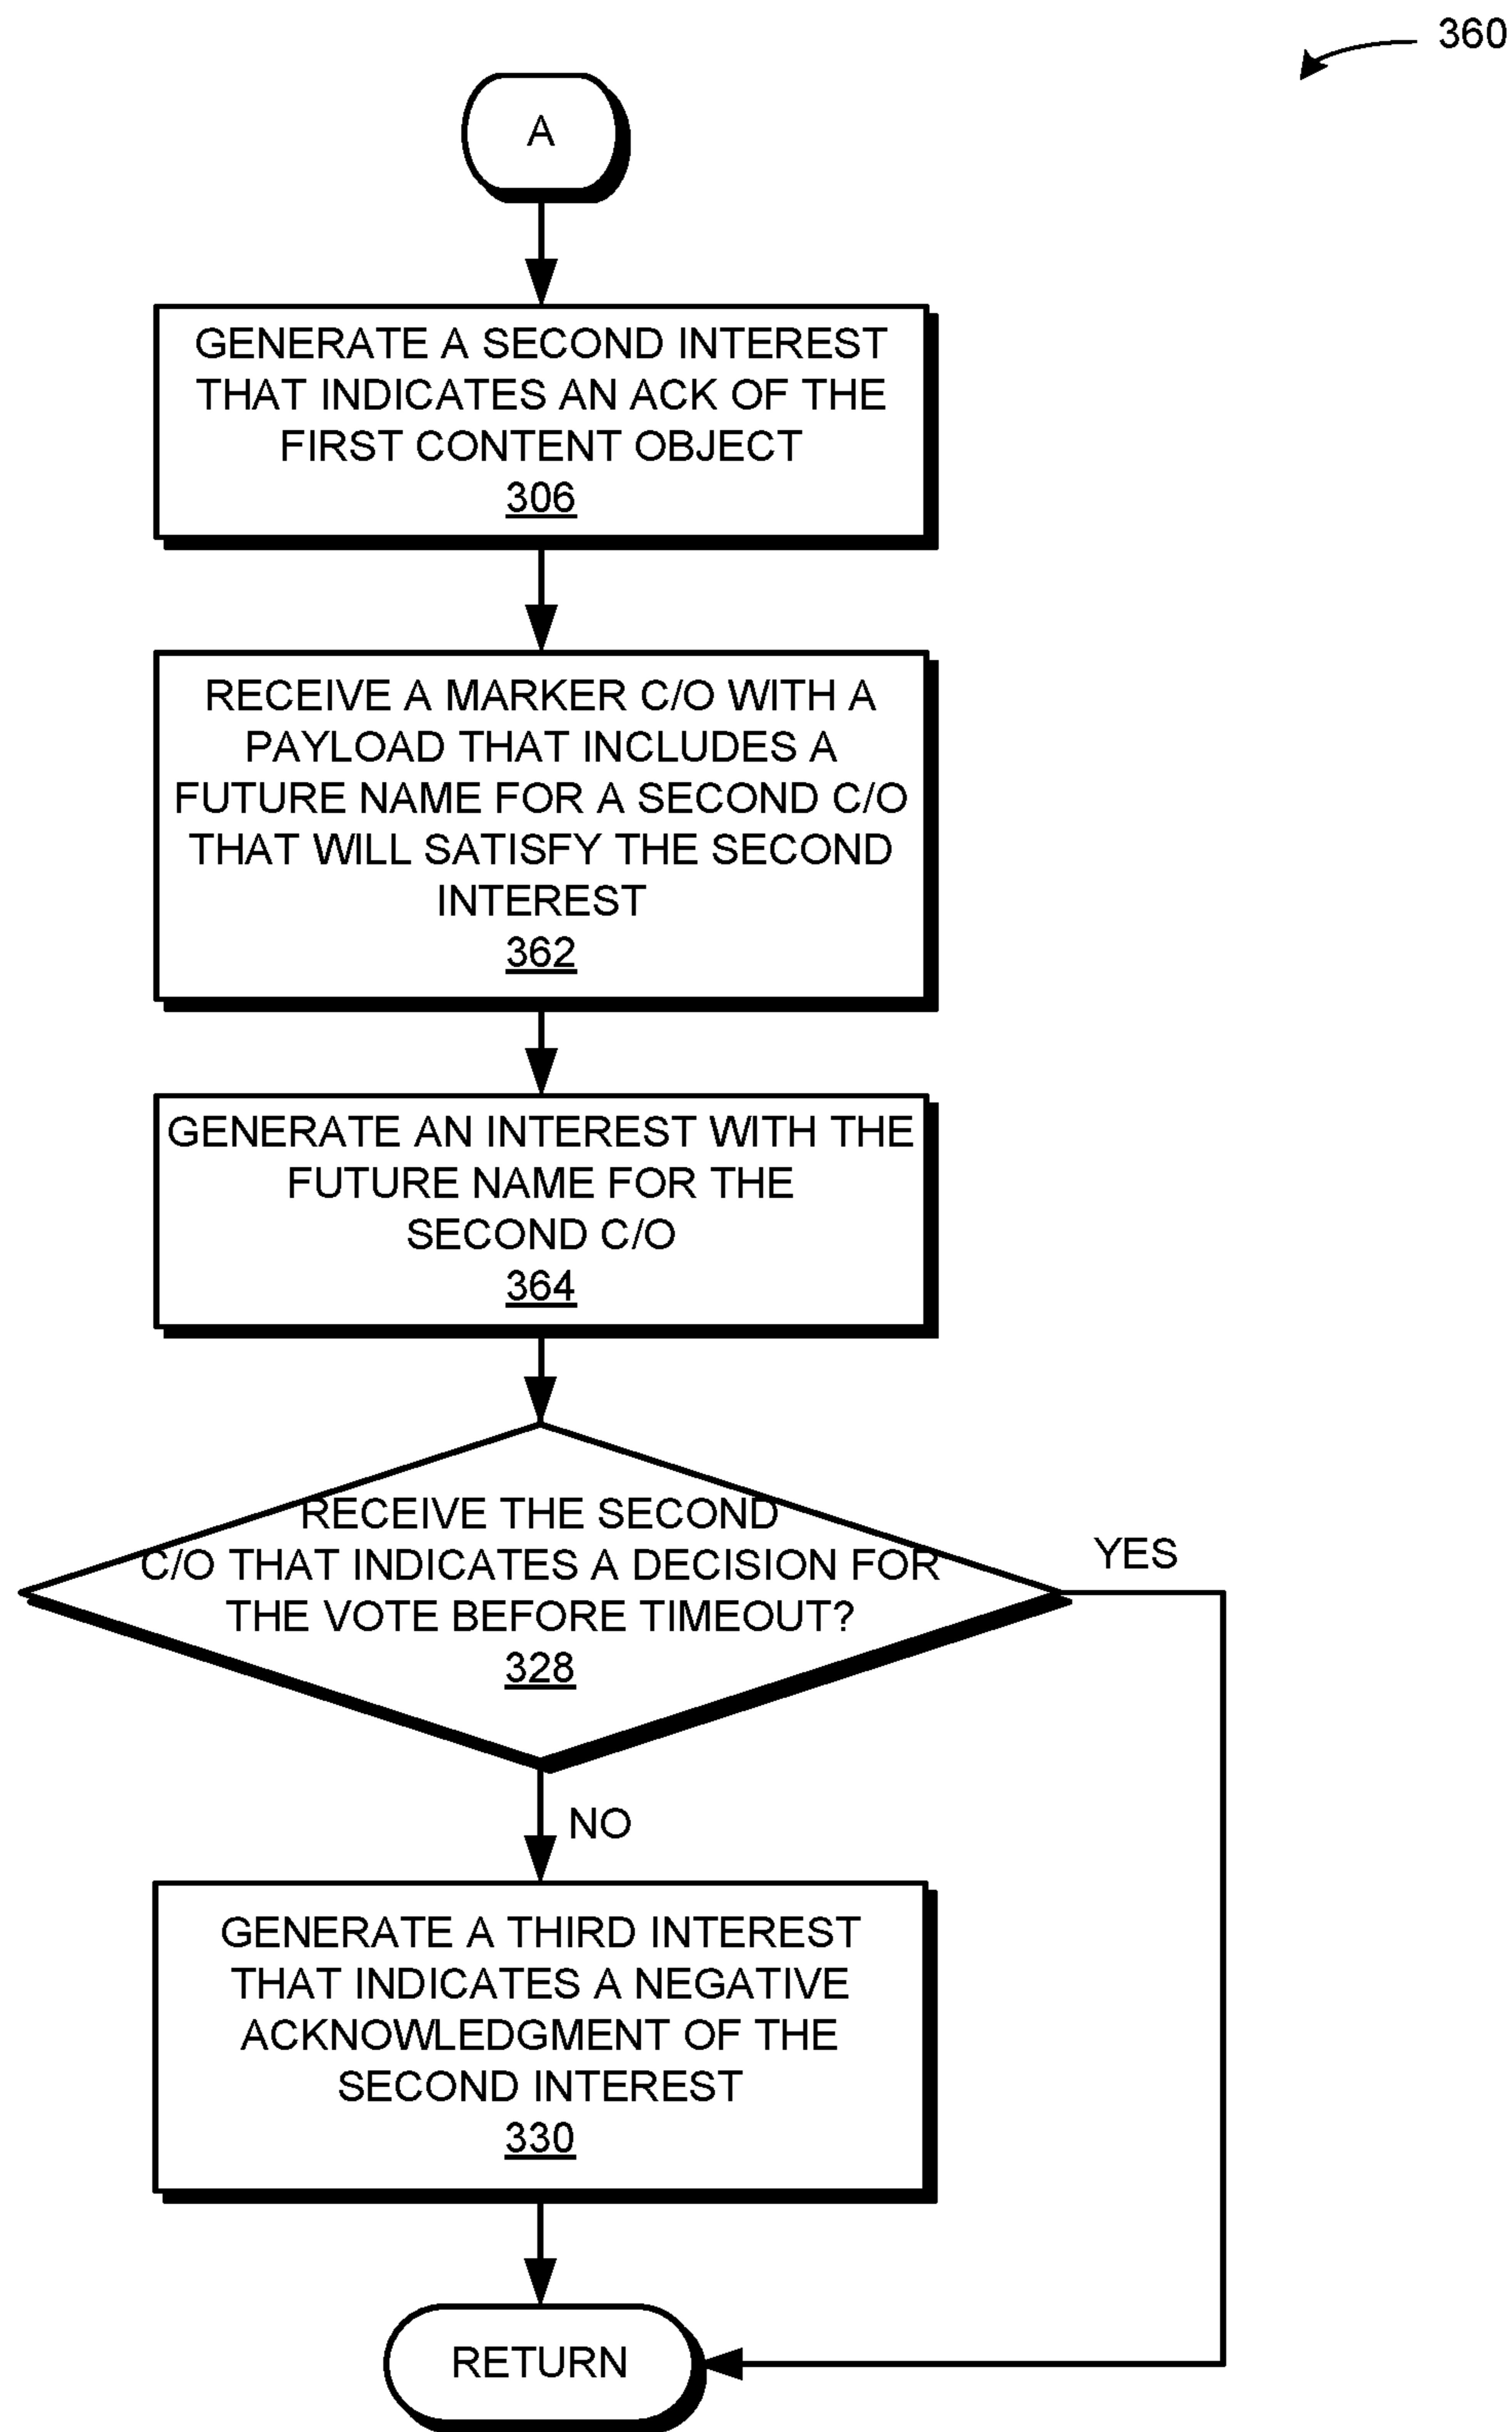 360
A
GENERATE A SECOND INTEREST
THAT INDICATES AN ACK OF THE
FIRST CONTENT OBJECT
306
RECEIVE A MARKER C/O WITH A
PAYLOAD THAT INCLUDES A
FUTURE NAME FOR A SECOND C/O
THAT WILL SATISFY THE SECOND
INTEREST
362
GENERATE AN INTEREST WITH THE
FUTURE NAME FOR THE
SECOND C/O
364
RECEIVE THE SECOND
C/O THAT INDICATES A DECISION FOR
THE VOTE BEFORE TIMEOUT?
328
YES
NO
GENERATE A THIRD INTEREST
THAT INDICATES A NEGATIVE
ACKNOWLEDGMENT OF THE
SECOND INTEREST
330
RETURN